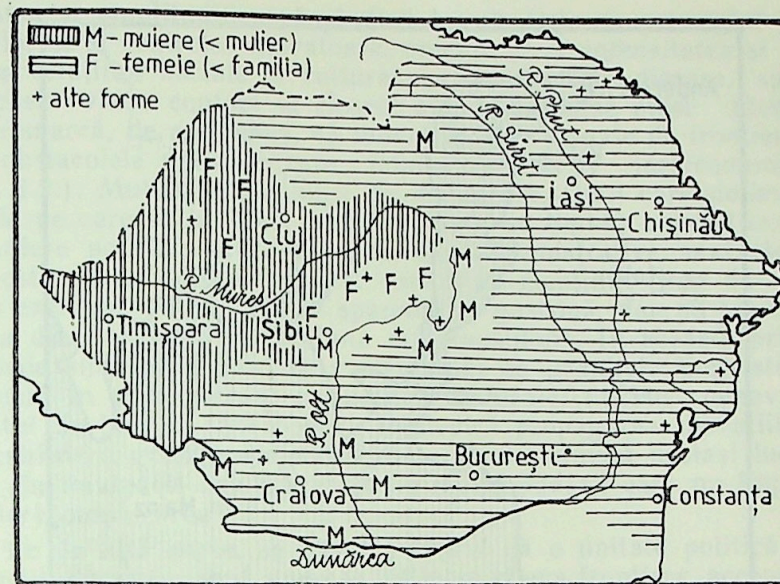 M - muiere (< mulier)
F - femeie (< familia)
+ alte forme
R. Prut
R. Siret
M
F
F
Iași
Chișinău
F
Cluj
M
R. Mureș
F + F F
M
Timișoara
F
Sibiu
M
M
R. Olt
M
București
M
M
Craiova
Constanța
M
Dunărea